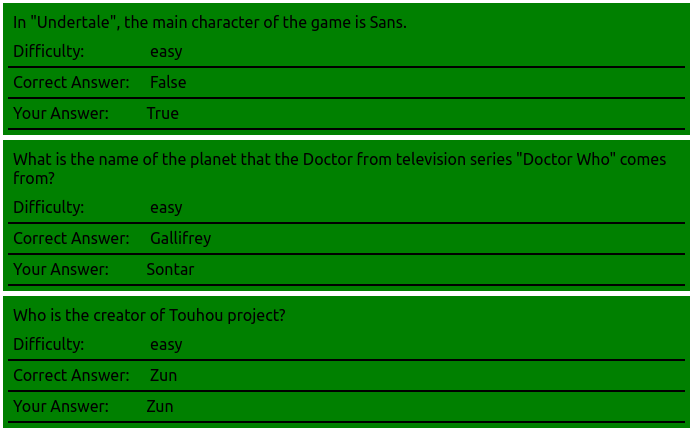 In "Undertale", the main character of the game is Sans.
Difficulty: easy
Correct Answer: False
Your Answer: True
What is the name of the planet that the Doctor from television series "Doctor Who" comes
from?
Difficulty: easy
Correct Answer: Gallifrey
Your Answer: Sontar
Who is the creator of Touhou project?
Difficulty: easy
Correct Answer: Zun
Your Answer: Zun